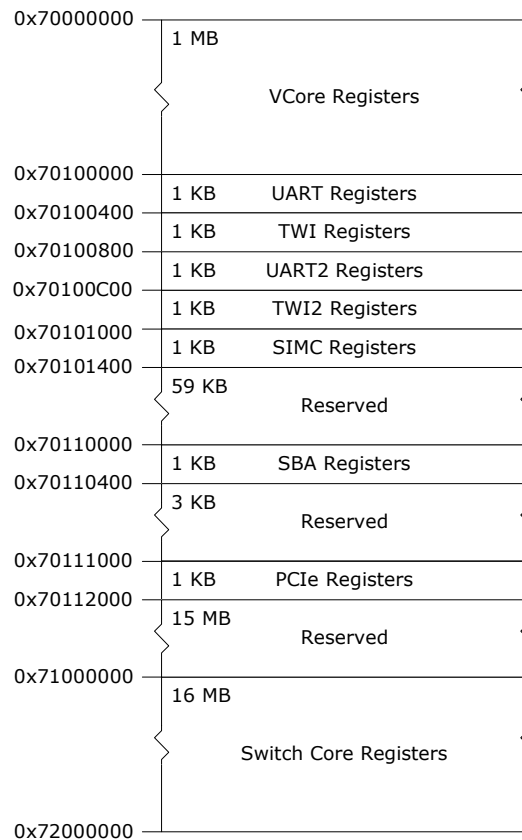 0x70000000
1 MB
VCore Registers
0x70100000
1 KB UART Registers
0x70100400
1 KB TWI Registers
0x70100800
1 KB UART2 Registers
0x70100C00
1 KB TWI2 Registers
0x70101000
1 KB SIMC Registers
0x70101400
59 KB
Reserved
0x70110000
1 KB SBA Registers
0x70110400
3 KB
Reserved
0x70111000
1 KB PCIe Registers
0x70112000
15 MB
Reserved
0x71000000
16 MB
Switch Core Registers
0x72000000